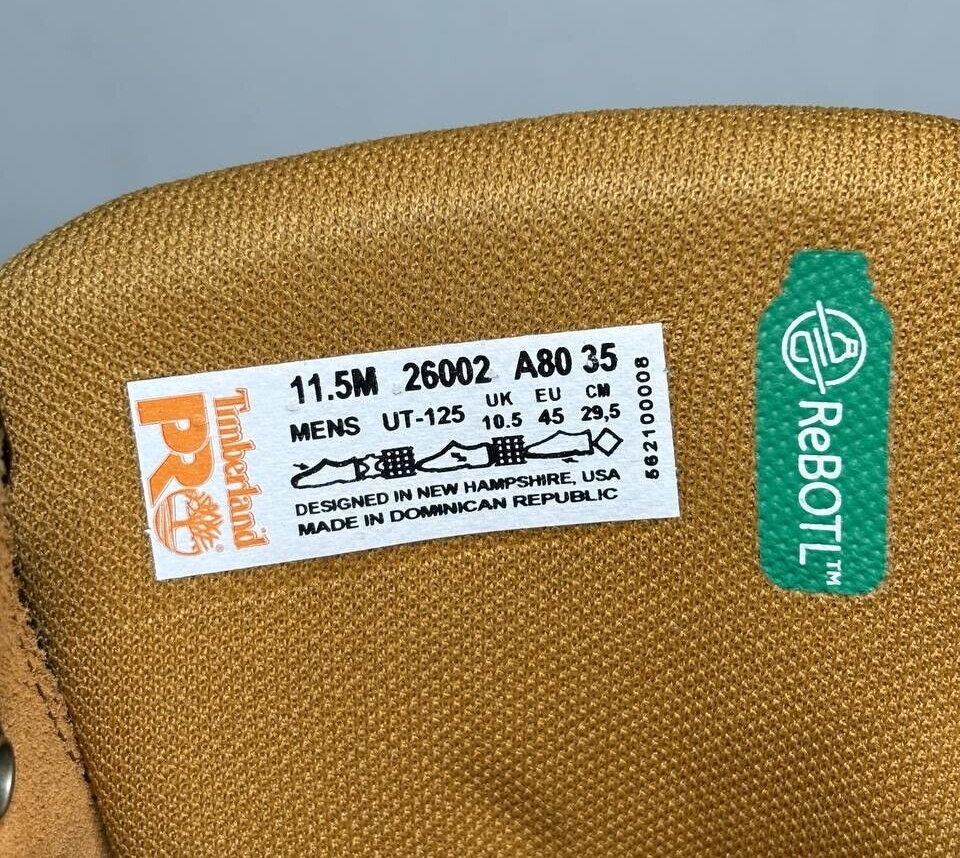 Timberland
PRO®
11.5M 26002 A80 35
MENS UT-125 UK EU CM
10.5 45 29,5
DESIGNED IN NEW HAMPSHIRE, USA
MADE IN DOMINICAN REPUBLIC
562100008
ReBOTL™